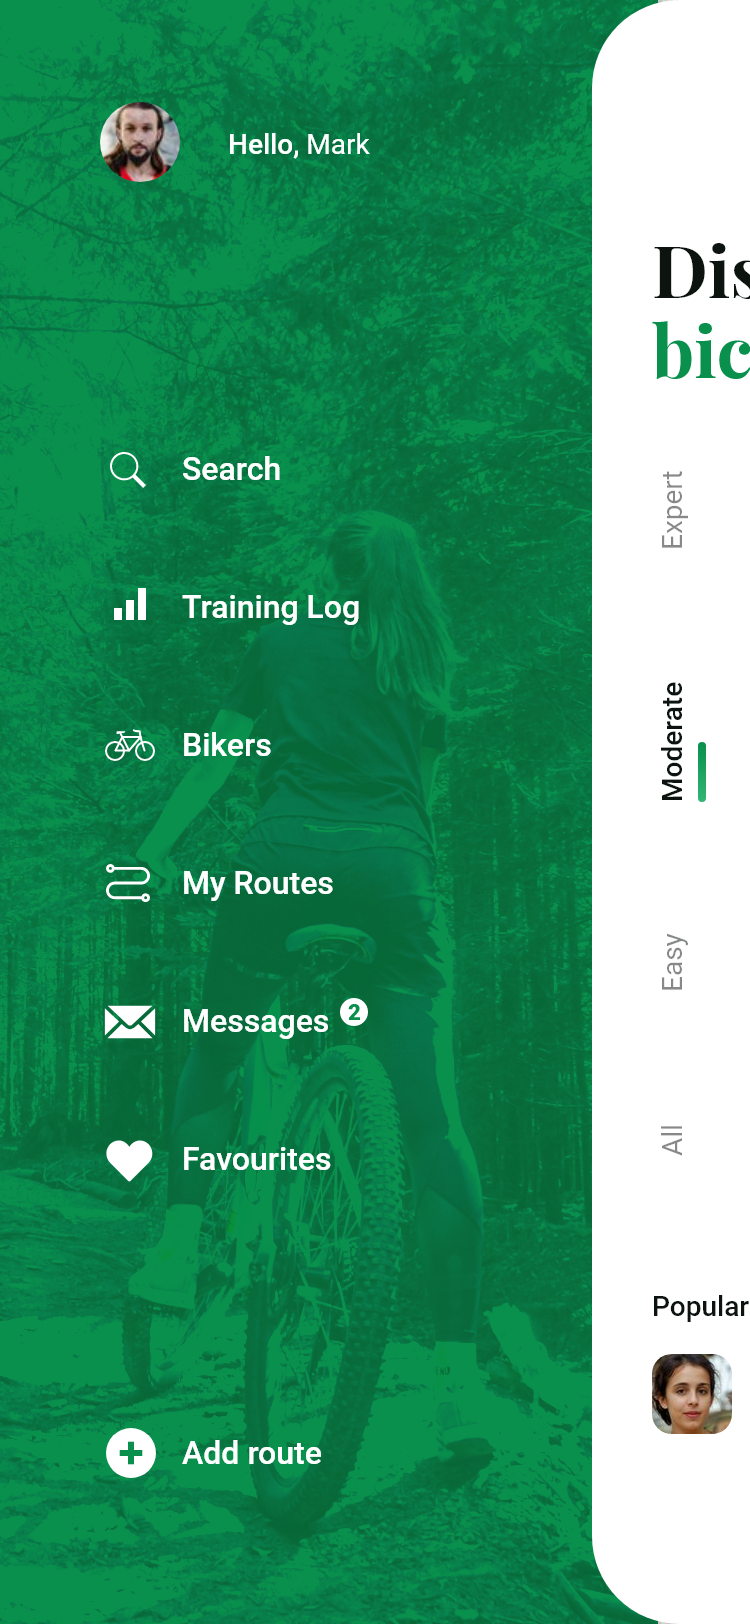 Hello, Mark
Search
Training Log
Bikers
My Routes
Messages 2
Favourites
Add route
Dis
bic
Expert
Moderate
Easy
All
Popular